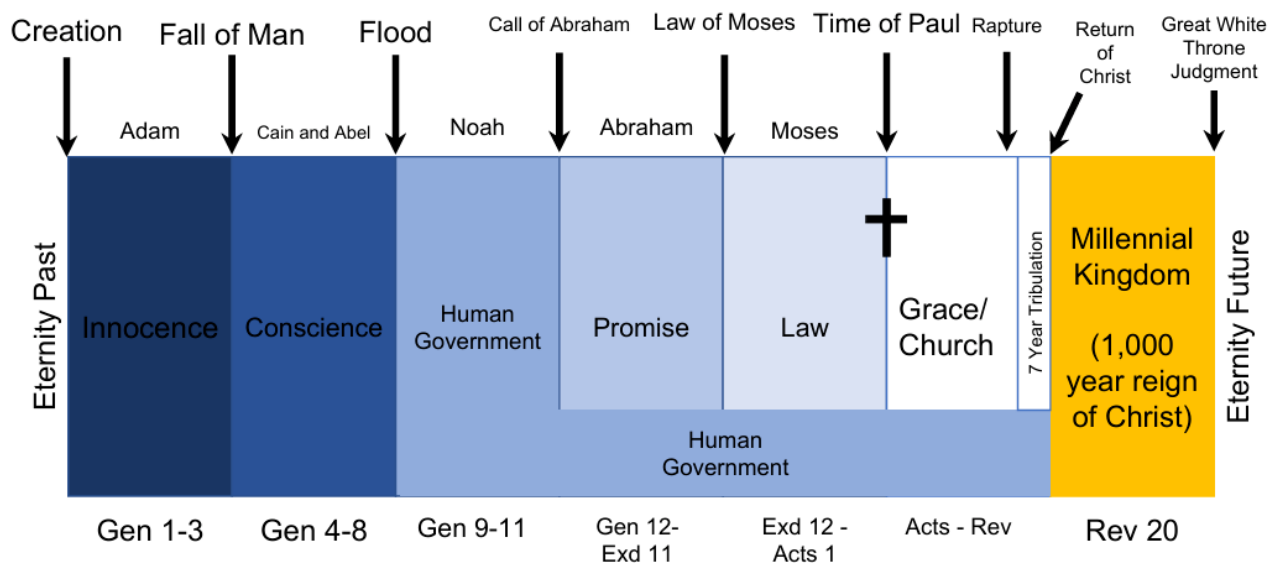 Creation
Fall of Man
Flood
Call of Abraham
Law of Moses
Time of Paul
Rapture
Return
of
Christ
Great White
Throne
Judgment
Adam
Cain and Abel
Noah
Abraham
Moses
Eternity Past
Innocence
Conscience
Human
Government
Promise
Law
Grace/
Church
7 Year Tribulation
Millennial
Kingdom
(1,000
year reign
of Christ)
Eternity Future
Human
Government
Gen 1-3
Gen 4-8
Gen 9-11
Gen 12-
Exd 11
Exd 12 -
Acts 1
Acts - Rev
Rev 20